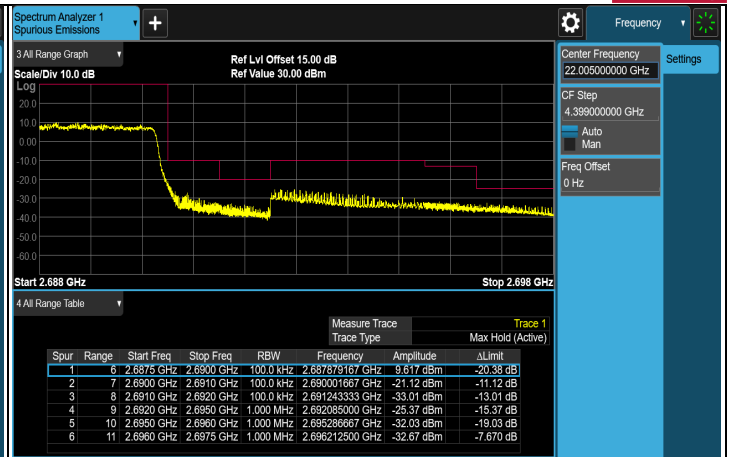 Spectrum Analyzer 1
Spurious Emissions
+
Frequency
3 All Range Graph
Ref Lvl Offset 15.00 dB
Scale/Div 10.0 dB
Ref Value 30.00 dBm
Log
20.0
10.0
0.00
-10.0
-20.0
-30.0
-40.0
-50.0
-60.0
Start 2.688 GHz
Stop 2.698 GHz
Center Frequency
22.005000000 GHz
Settings
CF Step
4.399000000 GHz
Auto
Man
Freq Offset
0 Hz
4 All Range Table
Measure Trace Trace 1
Trace Type Max Hold (Active)
Spur Range Start Freq Stop Freq RBW Frequency Amplitude ΔLimit
1 6 2.6875 GHz 2.6900 GHz 100.0 kHz 2.687879167 GHz 9.617 dBm -20.38 dB
2 7 2.6900 GHz 2.6910 GHz 100.0 kHz 2.690001667 GHz -21.12 dBm -11.12 dB
3 8 2.6910 GHz 2.6920 GHz 100.0 kHz 2.691243333 GHz -33.01 dBm -13.01 dB
4 9 2.6920 GHz 2.6950 GHz 1.000 MHz 2.692085000 GHz -25.37 dBm -15.37 dB
5 10 2.6950 GHz 2.6960 GHz 1.000 MHz 2.695286667 GHz -32.03 dBm -19.03 dB
6 11 2.6960 GHz 2.6975 GHz 1.000 MHz 2.696212500 GHz -32.67 dBm -7.670 dB